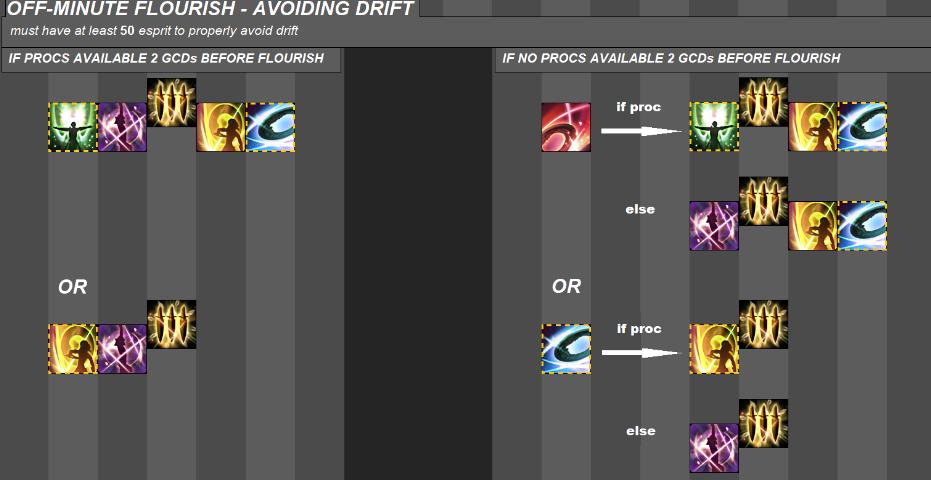 OFF-MINUTE FLOURISH - AVOIDING DRIFT
must have at least 50 esprit to properly avoid drift
IF PROCS AVAILABLE 2 GCDs BEFORE FLOURISH
IF NO PROCS AVAILABLE 2 GCDs BEFORE FLOURISH
if proc
else
OR
OR
if proc
else